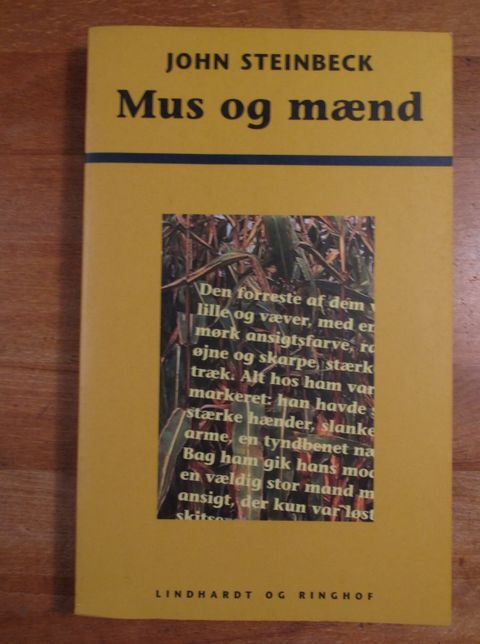 JOHN STEINBECK
Mus og mænd
Den forreste af dem
lille og væver, med en
mørk ansigtsfarve,
øjne og skarpe, stærke
træk. Alt hos ham var
markeret: han havde
stærke hænder, slanke
arme, en tyndbenet
Bag ham gik hans
en vældig stor mand
ansigt, der kun var løst
LINDHARDT OG RINGHOF